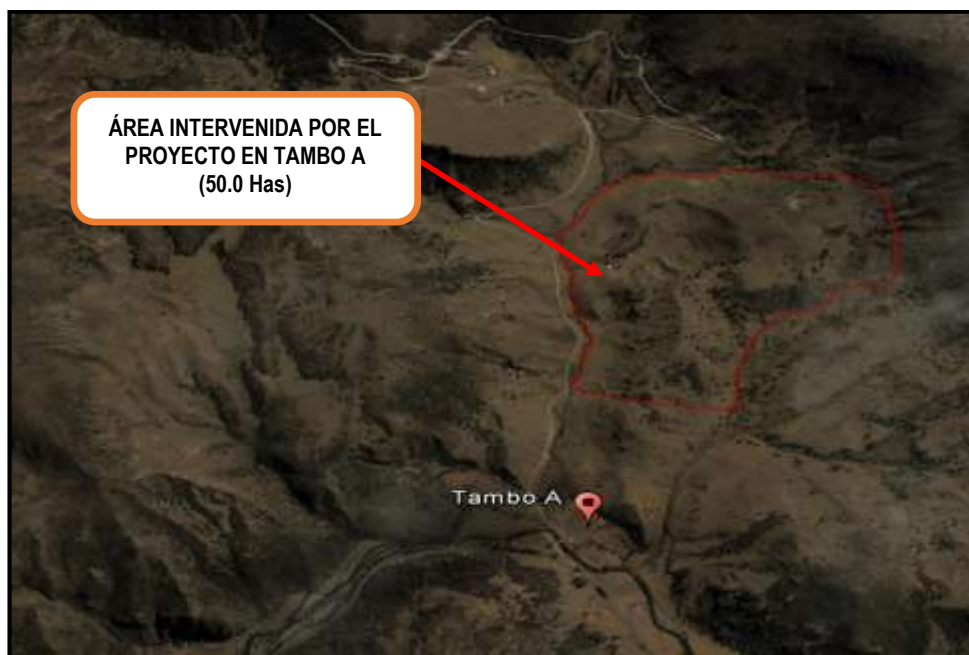 ÁREA INTERVENIDA POR EL
PROYECTO EN TAMBO A
(50.0 Has)
Tambo A